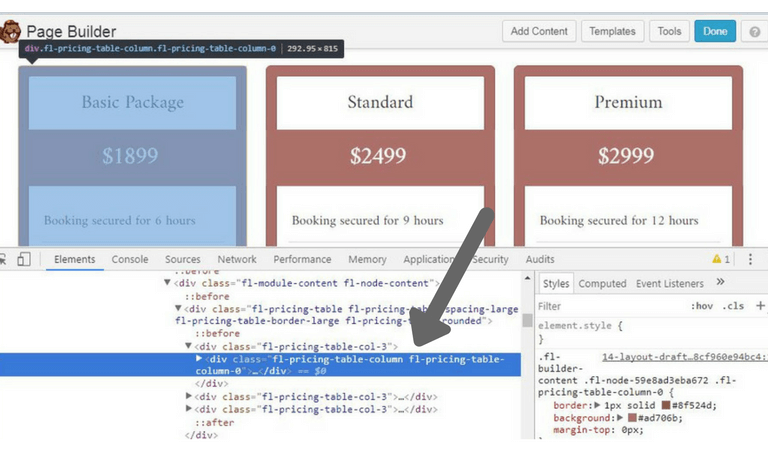 Page Builder
Add Content
Templates
Tools
Done
?
div.fl-pricing-table-column.fl-pricing-table-column-0 | 292.95×815
Basic Package
Standard
Premium
$1899
$2499
$2999
Booking secured for 6 hours
Booking secured for 9 hours
Booking secured for 12 hours
Elements Console Sources Network Performance Memory Application Security Audits
1
::before
▼<div class="fl-module-content fl-node-content">
::before
▼<div class="fl-pricing-table fl-pricing- spacing-large
fl-pricing-table-border-large fl-pricing- rounded">
::before
▼<div class="fl-pricing-table-col-3">
▶<div class="fl-pricing-table-column fl-pricing-table-
column-0">…</div> == $0
</div>
▶<div class="fl-pricing-table-col-3">…</div>
▶<div class="fl-pricing-table-col-3">…</div>
::after
</div>
Styles Computed Event Listeners »
Filter :hov .cls +
element.style {
}
.fl- 14-layout-draft…8cf960e94bc4:
builder-
content .fl-node-59e8ad3eba672 .fl-
pricing-table-column-0 {
border:▶ 1px solid #8f524d;
background:▶ #ad706b;
margin-top: 0px;